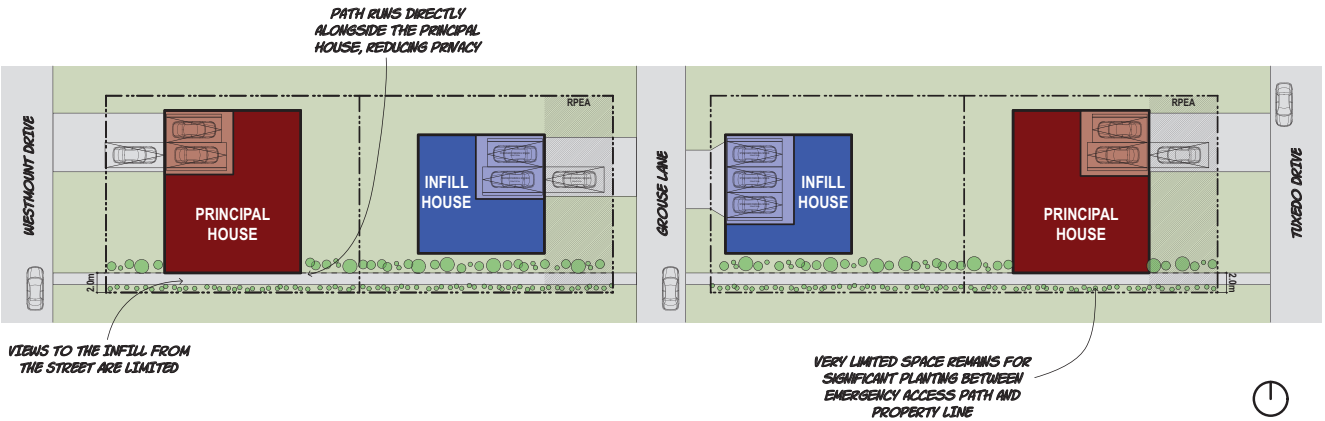 PATH RUNS DIRECTLY
ALONGSIDE THE PRINCIPAL
HOUSE, REDUCING PRIVACY
WESTMOUNT DRIVE
PRINCIPAL
HOUSE
INFILL
HOUSE
RPEA
2.0m
GROUSE LANE
INFILL
HOUSE
PRINCIPAL
HOUSE
RPEA
2.0m
TUXEDO DRIVE
VIEWS TO THE INFILL FROM
THE STREET ARE LIMITED
VERY LIMITED SPACE REMAINS FOR
SIGNIFICANT PLANTING BETWEEN
EMERGENCY ACCESS PATH AND
PROPERTY LINE